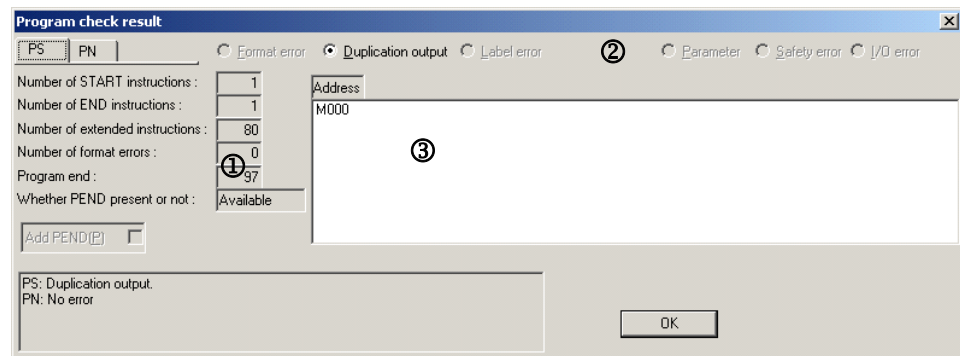 Program check result
PS PN Format error Duplication output Label error ② Parameter Safety error I/O error
Number of START instructions : 1
Number of END instructions : 1
Number of extended instructions : 80
Number of format errors : 0
Program end : 97
Whether PEND present or not : Available
①
Add PEND(P)
Address
M000
③
PS: Duplication output.
PN: No error
OK